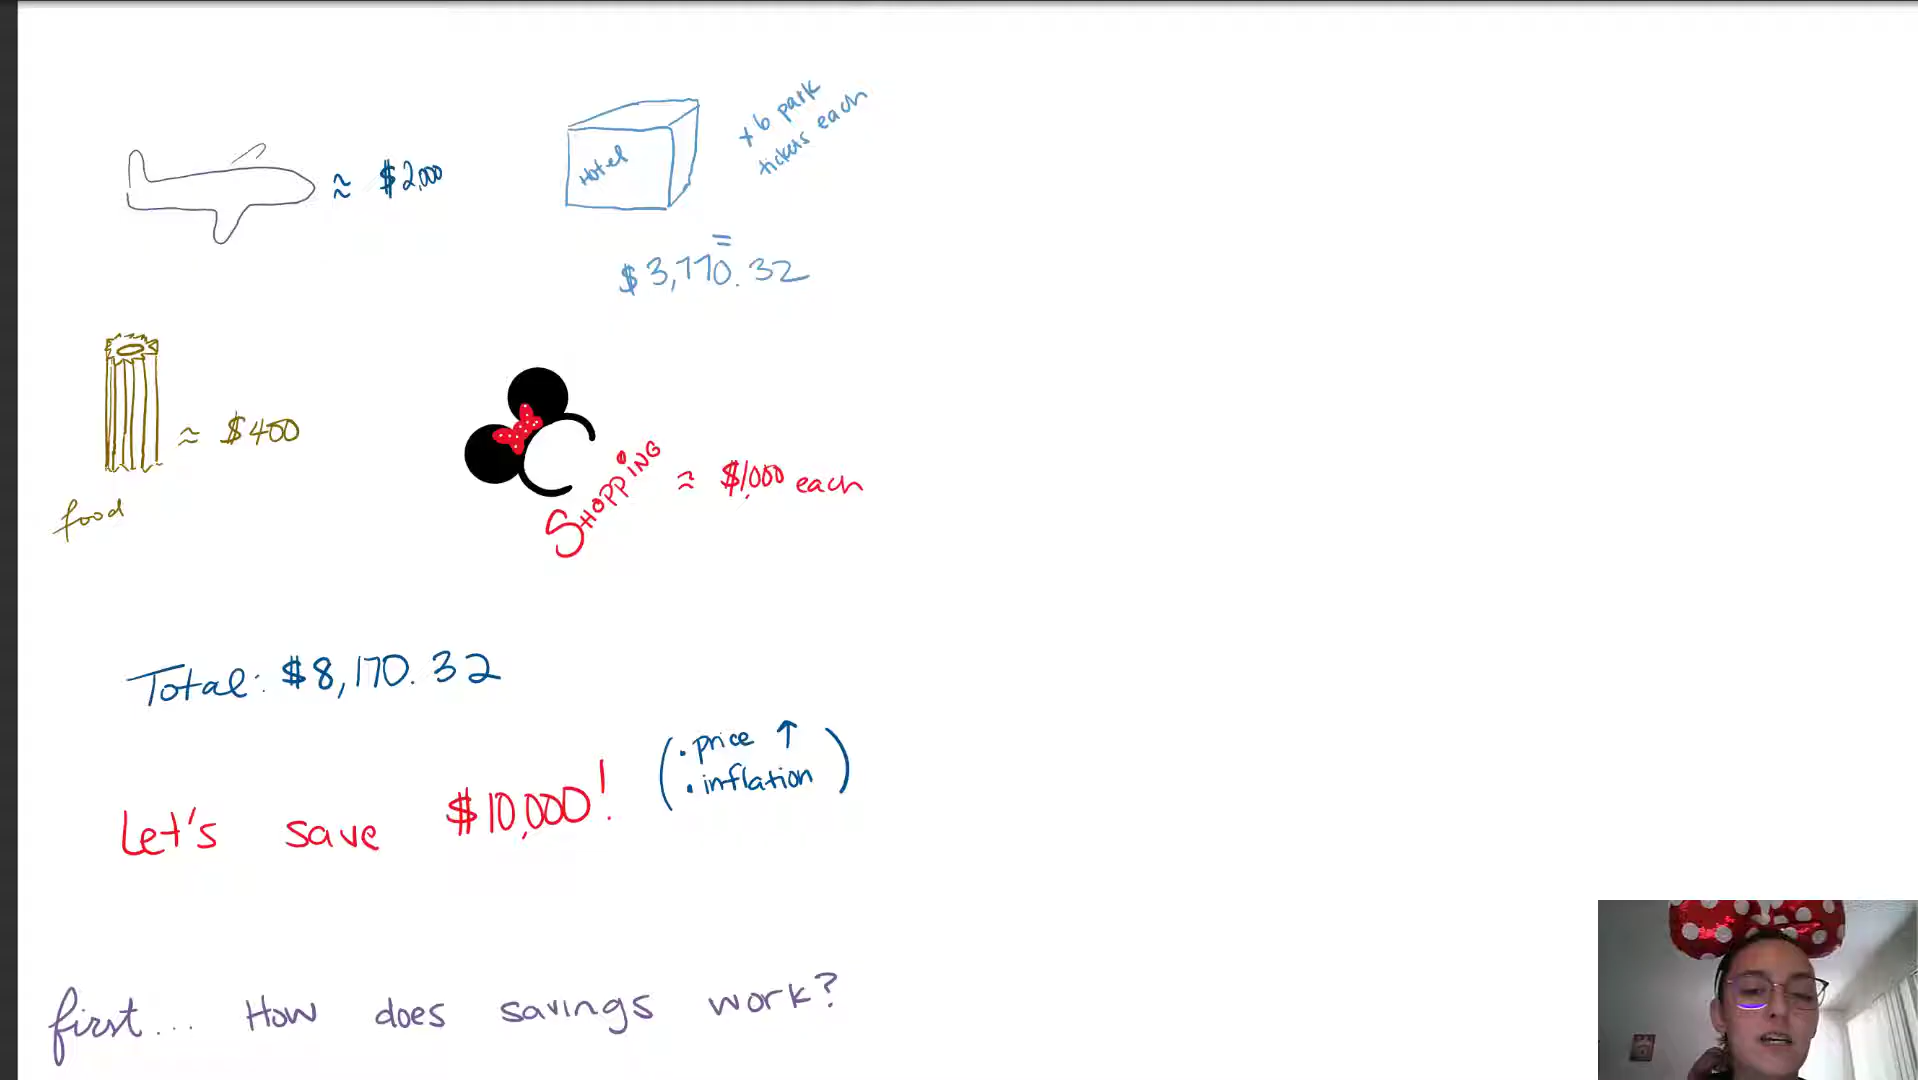 ≈ $2,000
Hotel
+ 6 park
tickets each
=
$3,770.32
≈ $400
food
SHOPPING ≈ $1,000 each
Total: $8,170.32
Let's save $10,000!
( • price ↑
• inflation )
first... How does savings work?